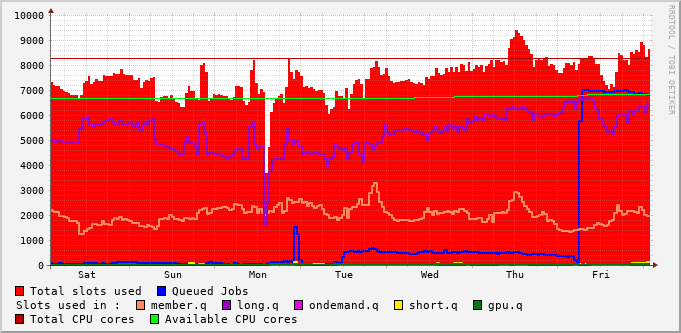 10000
9000
8000
7000
6000
5000
4000
3000
2000
1000
0
Sat Sun Mon Tue Wed Thu Fri
Total slots used Queued Jobs
Slots used in : member.q long.q ondemand.q short.q gpu.q
Total CPU cores Available CPU cores
RRDTOOL / TOBI OETIKER